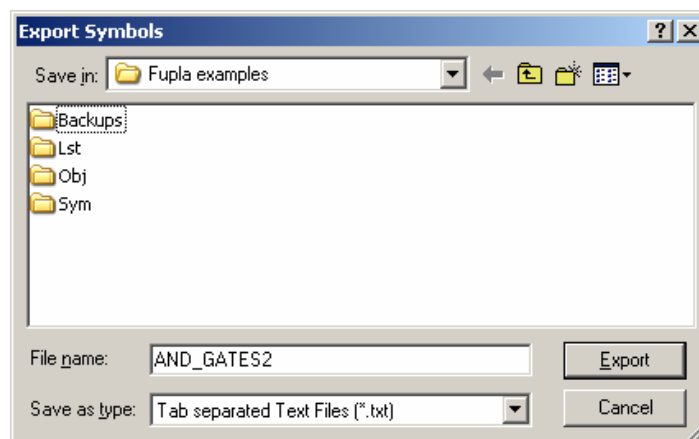 Export Symbols
Save in: Fupla examples
Backups
Lst
Obj
Sym
File name: AND_GATES2 Export
Save as type: Tab separated Text Files (*.txt) Cancel